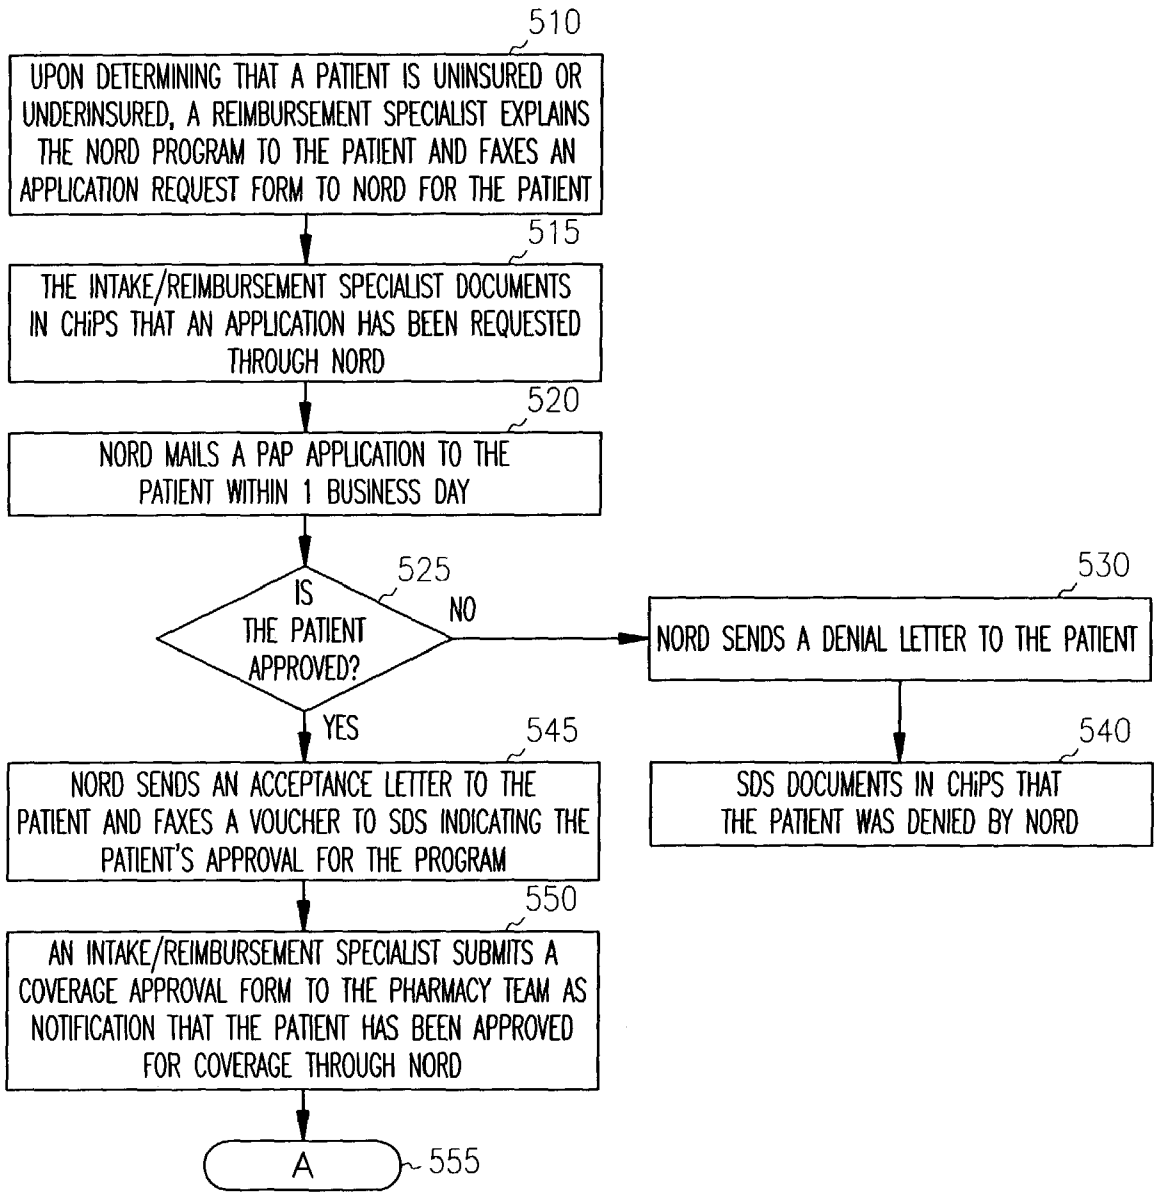 510
UPON DETERMINING THAT A PATIENT IS UNINSURED OR
UNDERINSURED, A REIMBURSEMENT SPECIALIST EXPLAINS
THE NORD PROGRAM TO THE PATIENT AND FAXES AN
APPLICATION REQUEST FORM TO NORD FOR THE PATIENT
515
THE INTAKE/REIMBURSEMENT SPECIALIST DOCUMENTS
IN CHiPS THAT AN APPLICATION HAS BEEN REQUESTED
THROUGH NORD
520
NORD MAILS A PAP APPLICATION TO THE
PATIENT WITHIN 1 BUSINESS DAY
525
IS
THE PATIENT
APPROVED?
NO
530
NORD SENDS A DENIAL LETTER TO THE PATIENT
540
SDS DOCUMENTS IN CHiPS THAT
THE PATIENT WAS DENIED BY NORD
YES
545
NORD SENDS AN ACCEPTANCE LETTER TO THE
PATIENT AND FAXES A VOUCHER TO SDS INDICATING THE
PATIENT'S APPROVAL FOR THE PROGRAM
550
AN INTAKE/REIMBURSEMENT SPECIALIST SUBMITS A
COVERAGE APPROVAL FORM TO THE PHARMACY TEAM AS
NOTIFICATION THAT THE PATIENT HAS BEEN APPROVED
FOR COVERAGE THROUGH NORD
A
555